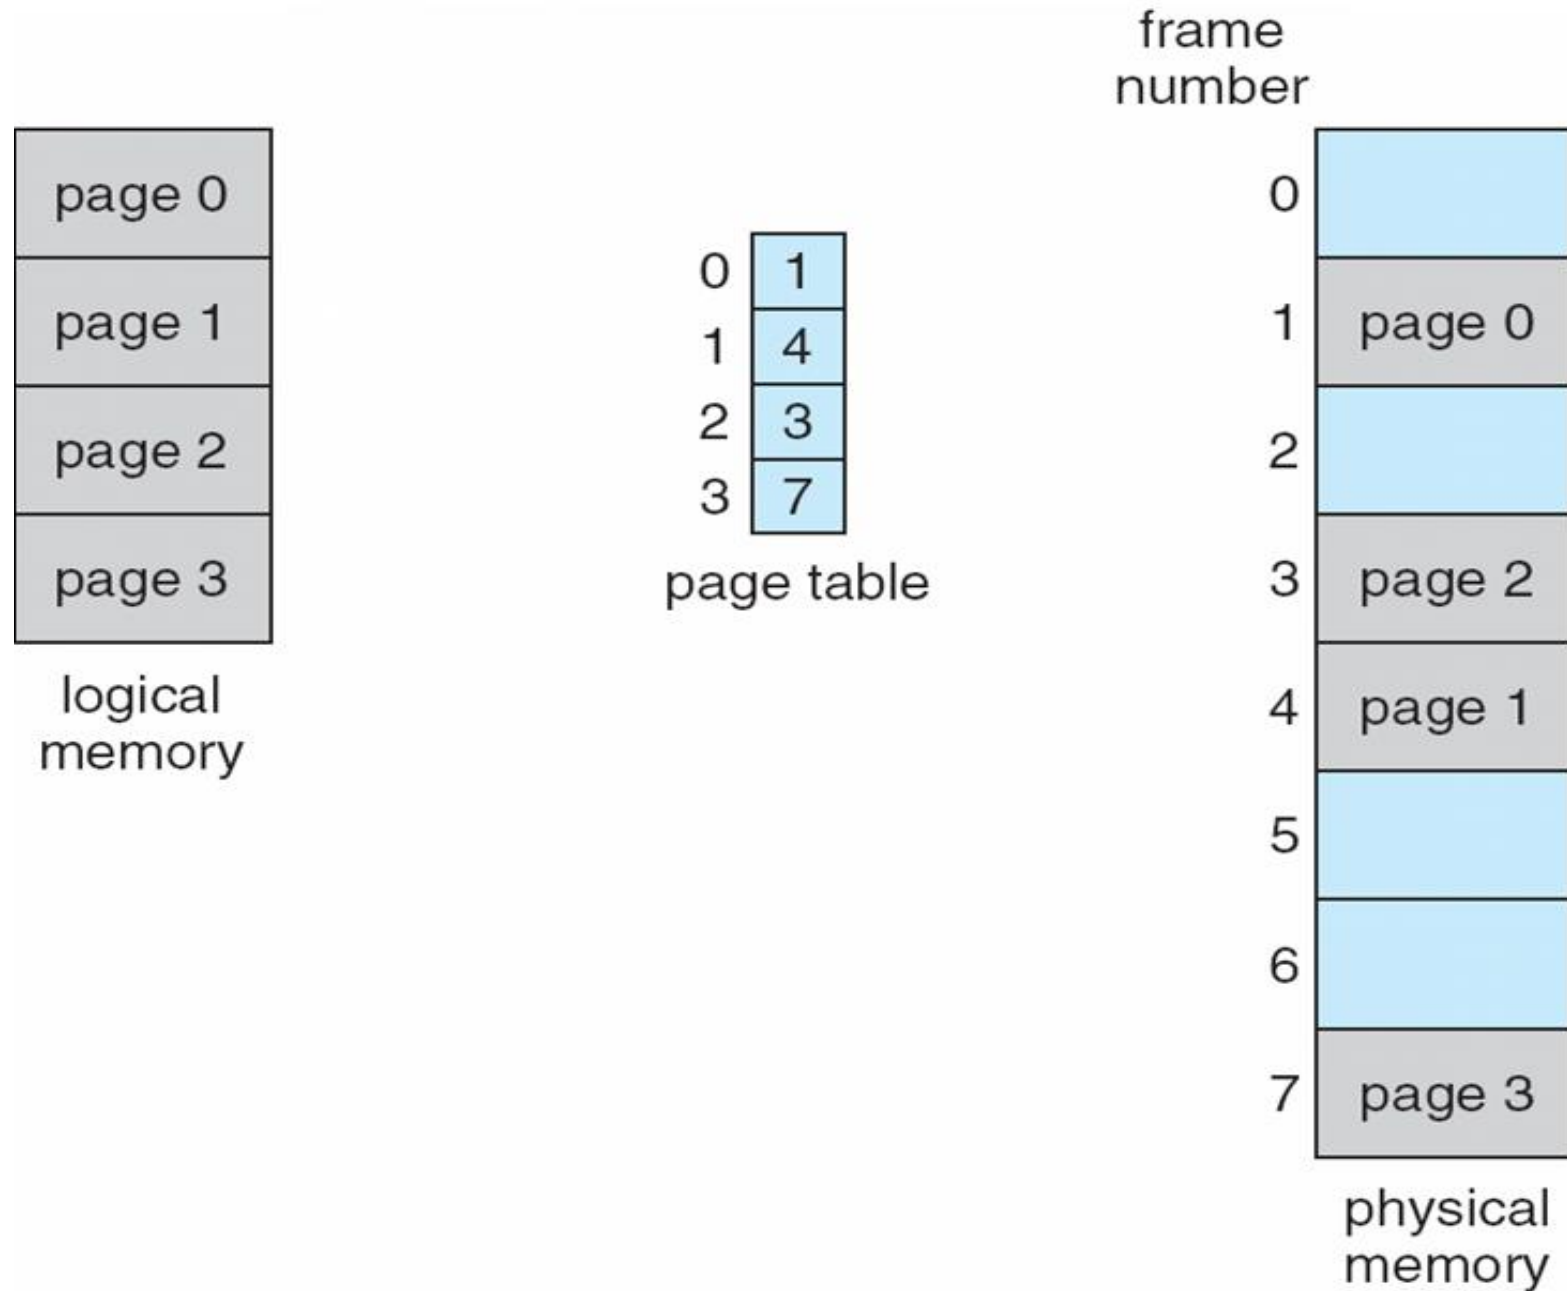 page 0
page 1
page 2
page 3
logical
memory
0 1
1 4
2 3
3 7
page table
frame
number
0
1 page 0
2
3 page 2
4 page 1
5
6
7 page 3
physical
memory